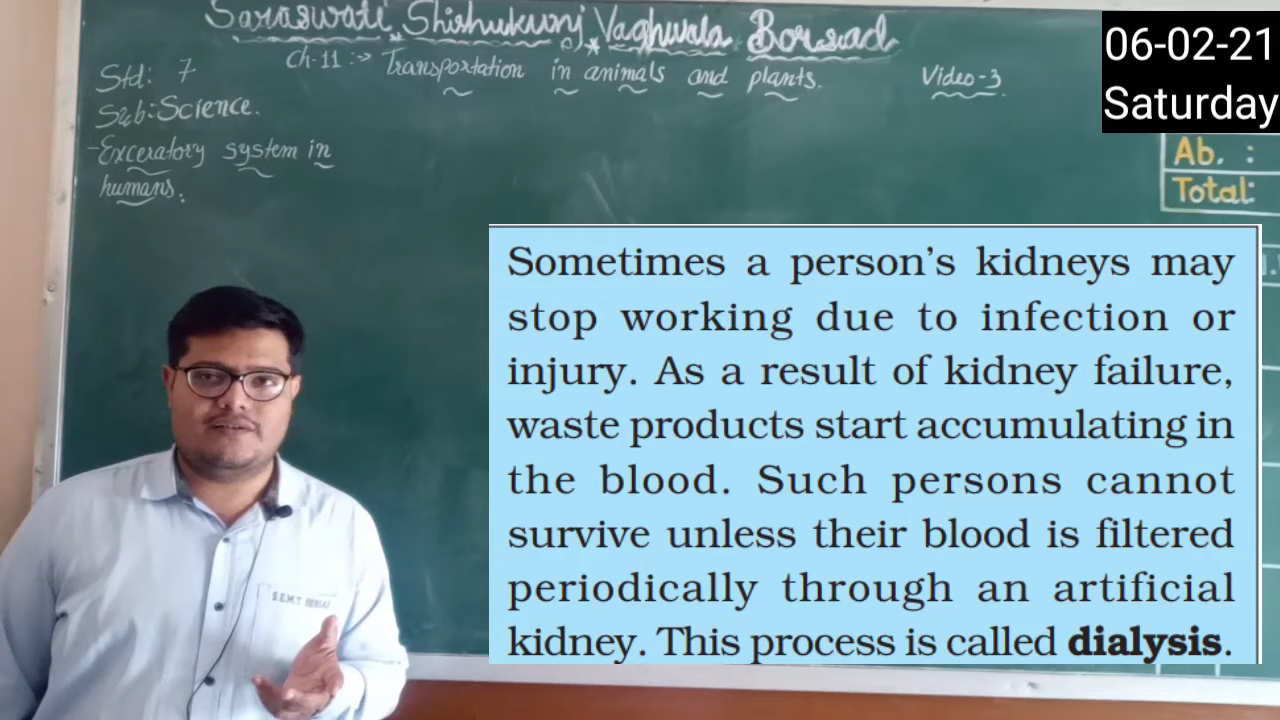 Saraswati Shishukunj Vaghwala Borsad
Ch-11 :-> Transportation in animals and plants.
Video-3
Std: 7
Sub:-Science.
-Exceratory system in
humans.
06-02-21
Saturday
Ab. :
Total:
Sometimes a person's kidneys may
stop working due to infection or
injury. As a result of kidney failure,
waste products start accumulating in
the blood. Such persons cannot
survive unless their blood is filtered
periodically through an artificial
kidney. This process is called dialysis.